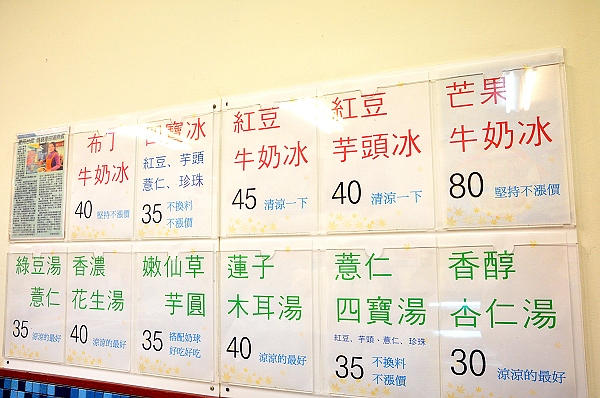 布丁
牛奶冰
40 堅持不漲價
四寶冰
紅豆、芋頭
薏仁、珍珠
35 不換料
不漲價
紅豆
牛奶冰
45 清涼一下
紅豆
芋頭冰
40 清涼一下
芒果
牛奶冰
80 堅持不漲價
綠豆湯
薏仁
35 涼涼的最好
香濃
花生湯
40 涼涼的最好
嫩仙草
芋圓
35 搭配奶球
好吃好吃
蓮子
木耳湯
40 涼涼的最好
薏仁
四寶湯
紅豆、芋頭、薏仁、珍珠
35 不換料
不漲價
香醇
杏仁湯
30 涼涼的最好